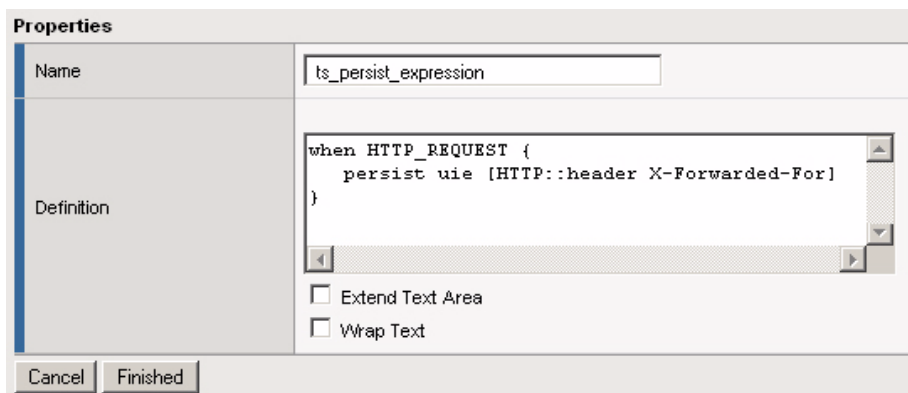 Properties
Name
ts_persist_expression
Definition
when HTTP_REQUEST {
   persist uie [HTTP::header X-Forwarded-For]
}
Extend Text Area
Wrap Text
Cancel Finished